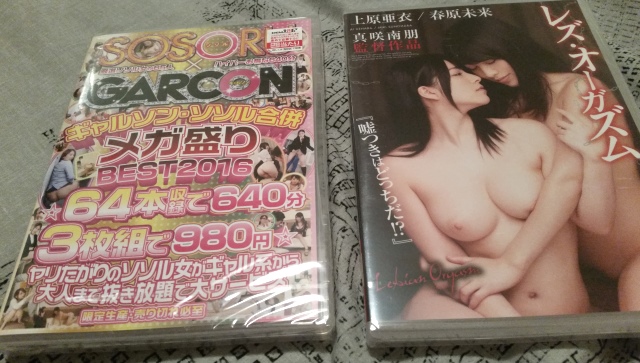 SOSORE
×
GARCON
ギャルソン・ソソル合併
メガ盛り
BEST2016
☆64本収録で640分
3枚組で980円☆
ヤリたがりのソソル女がギャル系から
大人まで抜き放題で大サービス
限定生産・売り切れ必至
上原亜衣/春原未来
真咲南朋
監督作品
レズ・オーガズム
『嘘つきはどっちだ!?』
Lesbian Orgasm